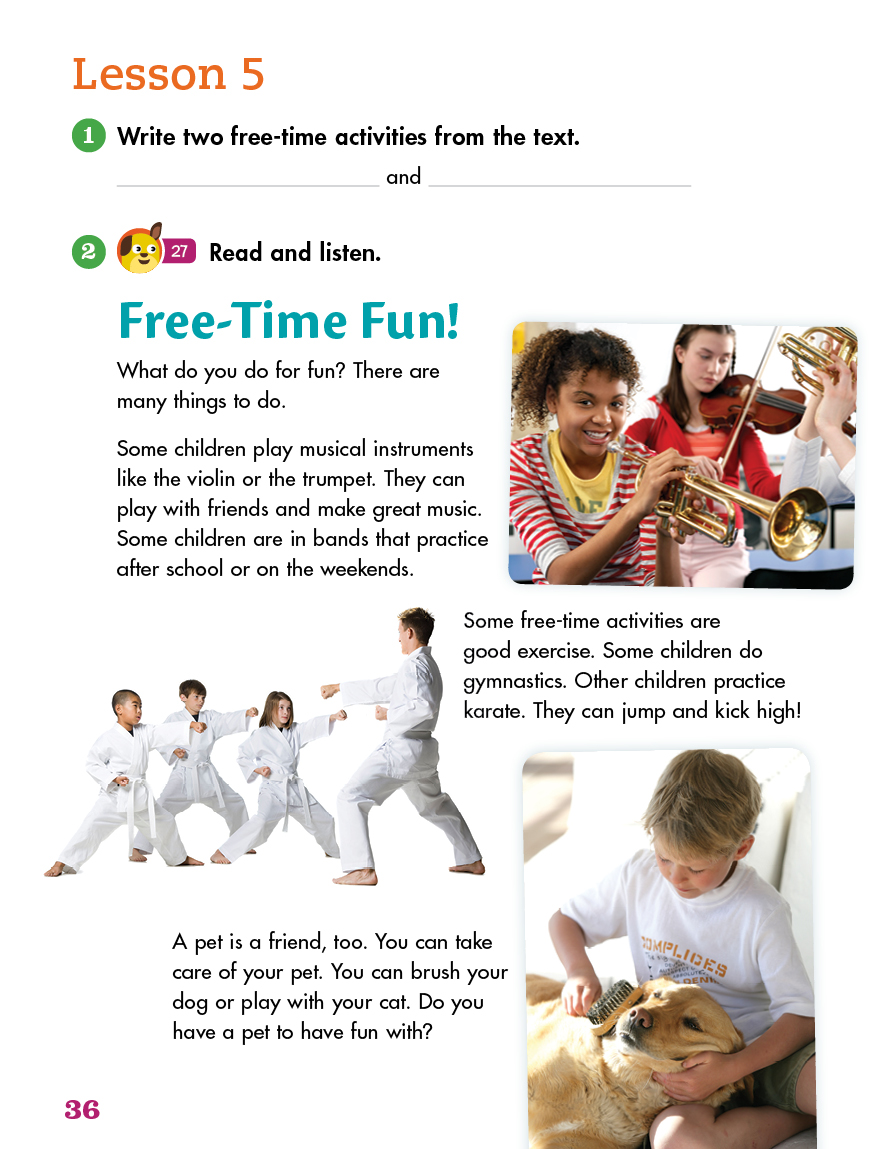 Lesson 5
1 Write two free-time activities from the text.
and
2 27 Read and listen.
Free-Time Fun!
What do you do for fun? There are
many things to do.
Some children play musical instruments
like the violin or the trumpet. They can
play with friends and make great music.
Some children are in bands that practice
after school or on the weekends.
Some free-time activities are
good exercise. Some children do
gymnastics. Other children practice
karate. They can jump and kick high!
A pet is a friend, too. You can take
care of your pet. You can brush your
dog or play with your cat. Do you
have a pet to have fun with?
COMPLICES
36